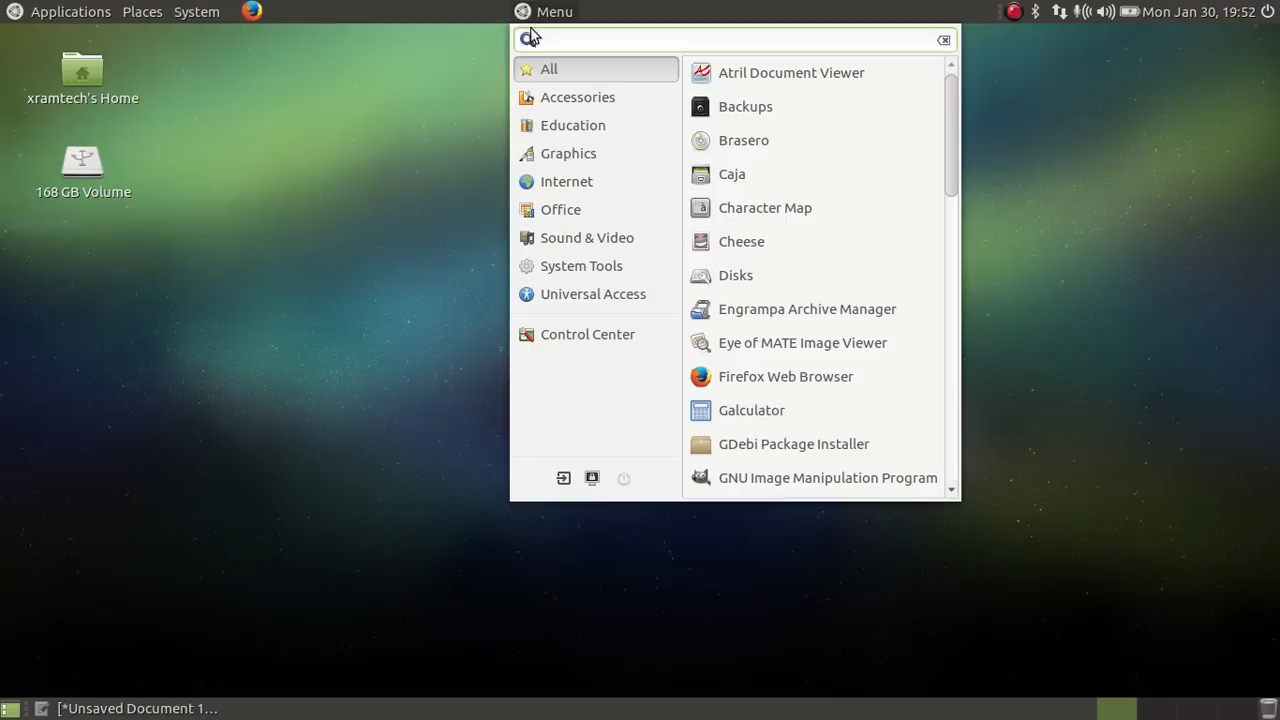 Applications Places System Menu Mon Jan 30, 19:52
xramtech's Home
168 GB Volume
All
Accessories
Education
Graphics
Internet
Office
Sound & Video
System Tools
Universal Access
Control Center
Atril Document Viewer
Backups
Brasero
Caja
Character Map
Cheese
Disks
Engrampa Archive Manager
Eye of MATE Image Viewer
Firefox Web Browser
Galculator
GDebi Package Installer
GNU Image Manipulation Program
[*Unsaved Document 1...